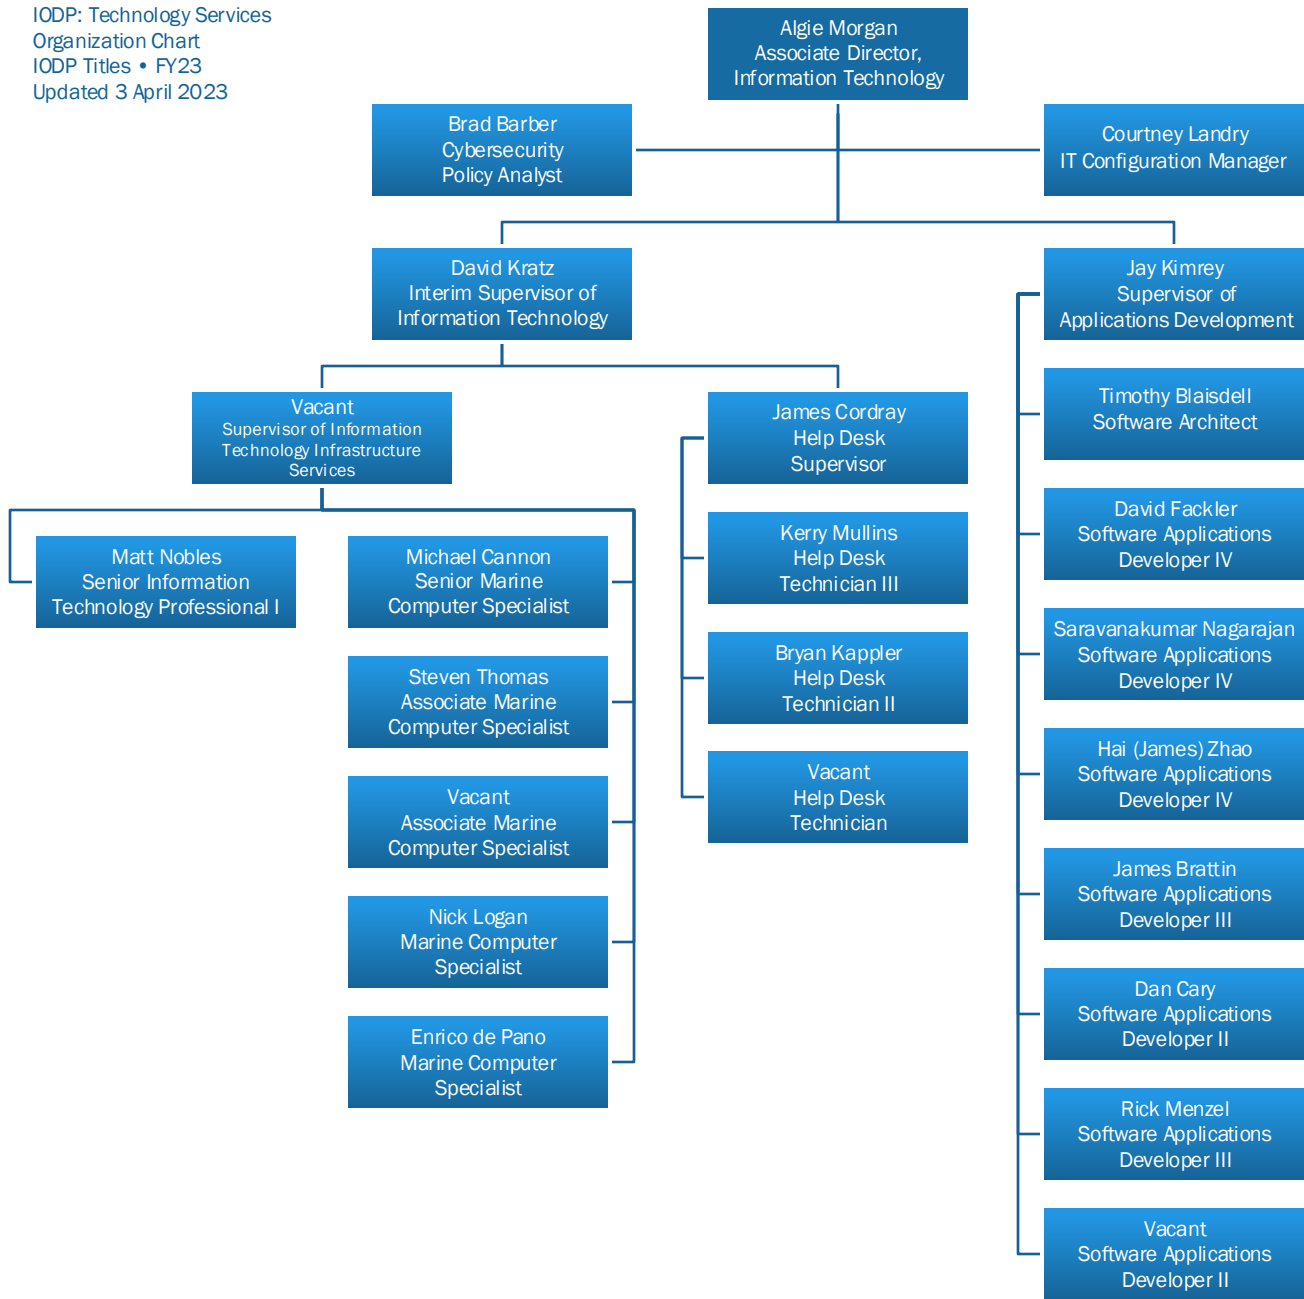 IODP: Technology Services
Organization Chart
IODP Titles • FY23
Updated 3 April 2023
Algie Morgan
Associate Director,
Information Technology
Brad Barber
Cybersecurity
Policy Analyst
Courtney Landry
IT Configuration Manager
David Kratz
Interim Supervisor of
Information Technology
Jay Kimrey
Supervisor of
Applications Development
Vacant
Supervisor of Information
Technology Infrastructure
Services
James Cordray
Help Desk
Supervisor
Timothy Blaisdell
Software Architect
Matt Nobles
Senior Information
Technology Professional I
Michael Cannon
Senior Marine
Computer Specialist
Kerry Mullins
Help Desk
Technician III
David Fackler
Software Applications
Developer IV
Steven Thomas
Associate Marine
Computer Specialist
Bryan Kappler
Help Desk
Technician II
Saravanakumar Nagarajan
Software Applications
Developer IV
Vacant
Associate Marine
Computer Specialist
Vacant
Help Desk
Technician
Hai (James) Zhao
Software Applications
Developer IV
Nick Logan
Marine Computer
Specialist
James Brattin
Software Applications
Developer III
Enrico de Pano
Marine Computer
Specialist
Dan Cary
Software Applications
Developer II
Rick Menzel
Software Applications
Developer III
Vacant
Software Applications
Developer II